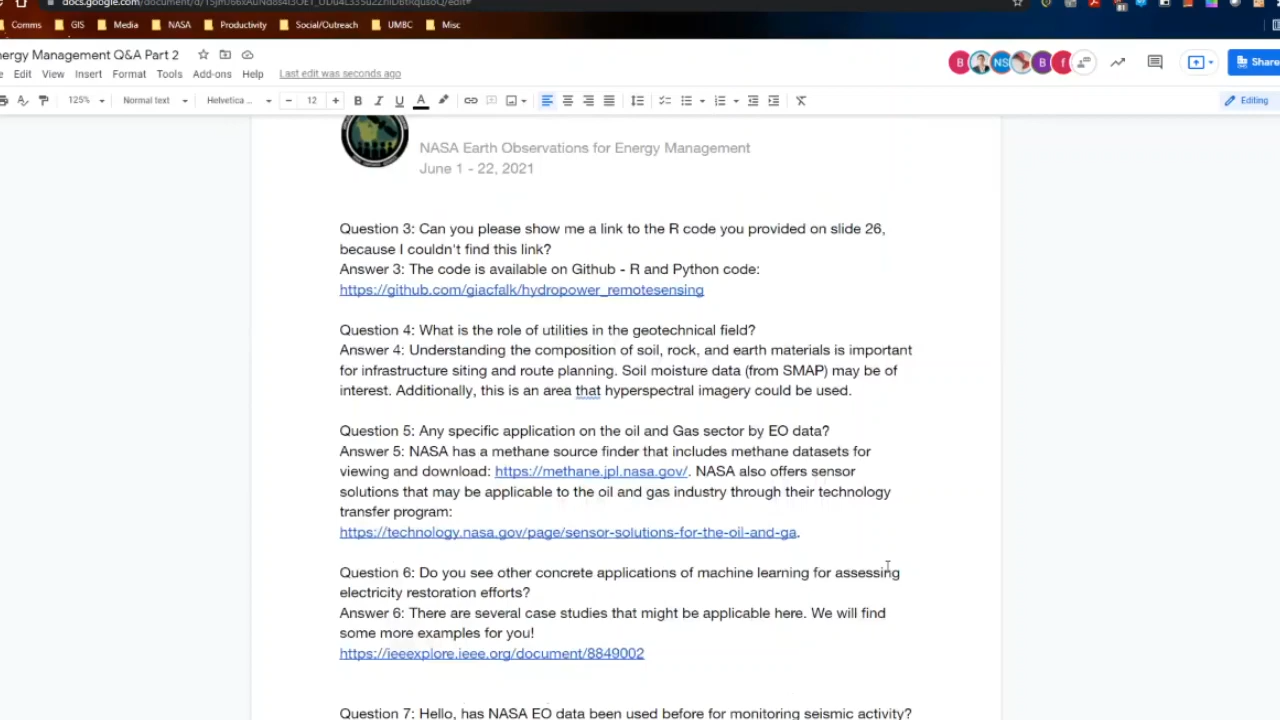 Comms GIS Media NASA Productivity Social/Outreach UMBC Misc
nergy Management Q&A Part 2
Edit View Insert Format Tools Add-ons Help Last edit was seconds ago
Share
125% Normal text Helvetica ... 12 B I U A Editing
NASA Earth Observations for Energy Management
June 1 - 22, 2021
Question 3: Can you please show me a link to the R code you provided on slide 26,
because I couldn't find this link?
Answer 3: The code is available on Github - R and Python code:
https://github.com/giacfalk/hydropower_remotesensing
Question 4: What is the role of utilities in the geotechnical field?
Answer 4: Understanding the composition of soil, rock, and earth materials is important
for infrastructure siting and route planning. Soil moisture data (from SMAP) may be of
interest. Additionally, this is an area that hyperspectral imagery could be used.
Question 5: Any specific application on the oil and Gas sector by EO data?
Answer 5: NASA has a methane source finder that includes methane datasets for
viewing and download: https://methane.jpl.nasa.gov/. NASA also offers sensor
solutions that may be applicable to the oil and gas industry through their technology
transfer program:
https://technology.nasa.gov/page/sensor-solutions-for-the-oil-and-ga.
Question 6: Do you see other concrete applications of machine learning for assessing
electricity restoration efforts?
Answer 6: There are several case studies that might be applicable here. We will find
some more examples for you!
https://ieeexplore.ieee.org/document/8849002
Question 7: Hello, has NASA EO data been used before for monitoring seismic activity?